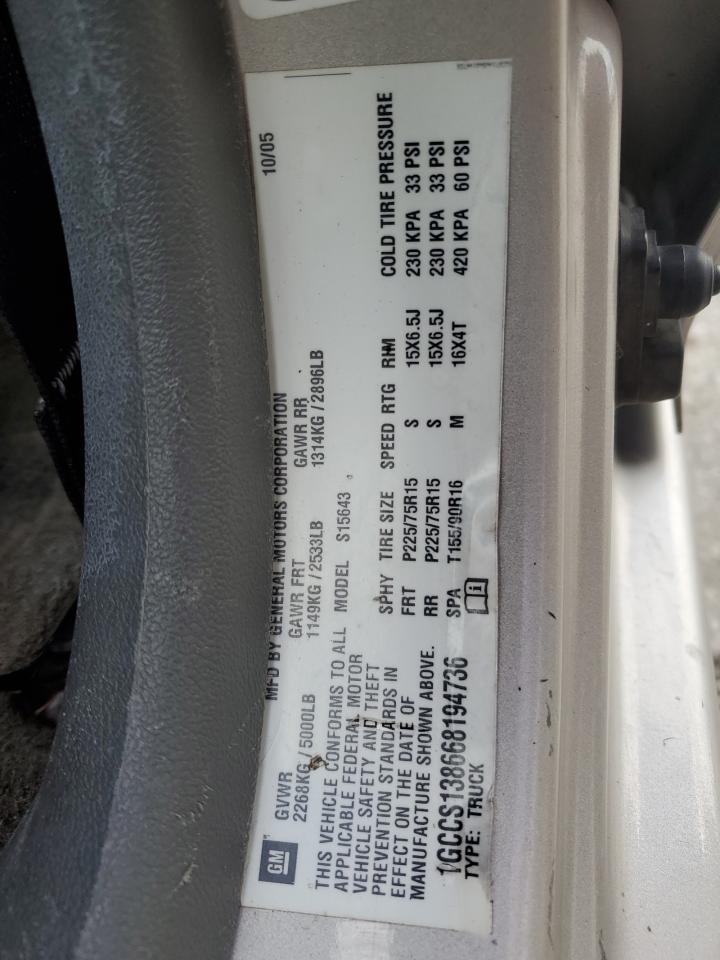 GM
MFD BY GENERAL MOTORS CORPORATION 10/05
GVWR GAWR FRT GAWR RR
2268KG / 5000LB 1149KG / 2533LB 1314KG / 2896LB
THIS VEHICLE CONFORMS TO ALL
APPLICABLE FEDERAL MOTOR
VEHICLE SAFETY AND THEFT
PREVENTION STANDARDS IN
EFFECT ON THE DATE OF
MANUFACTURE SHOWN ABOVE.
MODEL S15643
SPHY TIRE SIZE SPEED RTG RIM COLD TIRE PRESSURE
FRT P225/75R15 S 15X6.5J 230 KPA 33 PSI
RR P225/75R15 S 15X6.5J 230 KPA 33 PSI
SPA T155/90R16 M 16X4T 420 KPA 60 PSI
1GCCS138668194736
TYPE: TRUCK